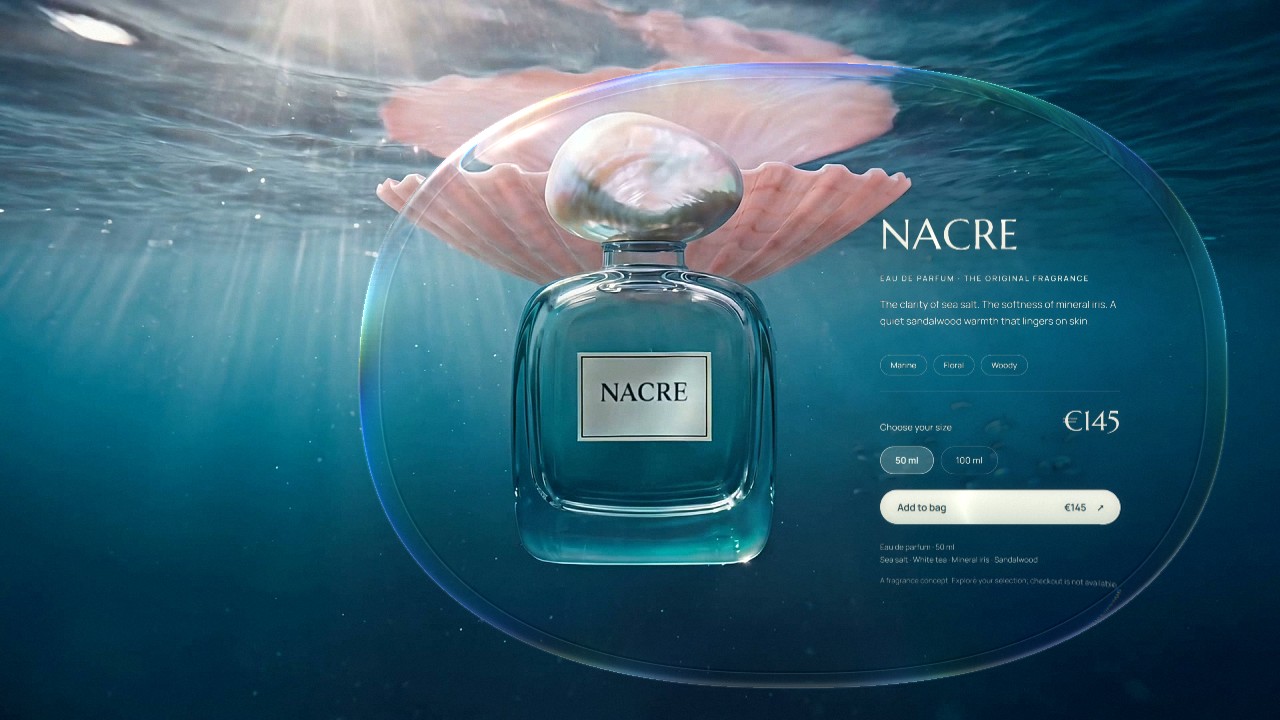 NACRE
NACRE
EAU DE PARFUM · THE ORIGINAL FRAGRANCE
The clarity of sea salt. The softness of mineral iris. A
quiet sandalwood warmth that lingers on skin
Marine Floral Woody
Choose your size €145
50 ml 100 ml
Add to bag €145 ↗
Eau de parfum · 50 ml
Sea salt · White tea · Mineral iris · Sandalwood
A fragrance concept. Explore your selection; checkout is not available.